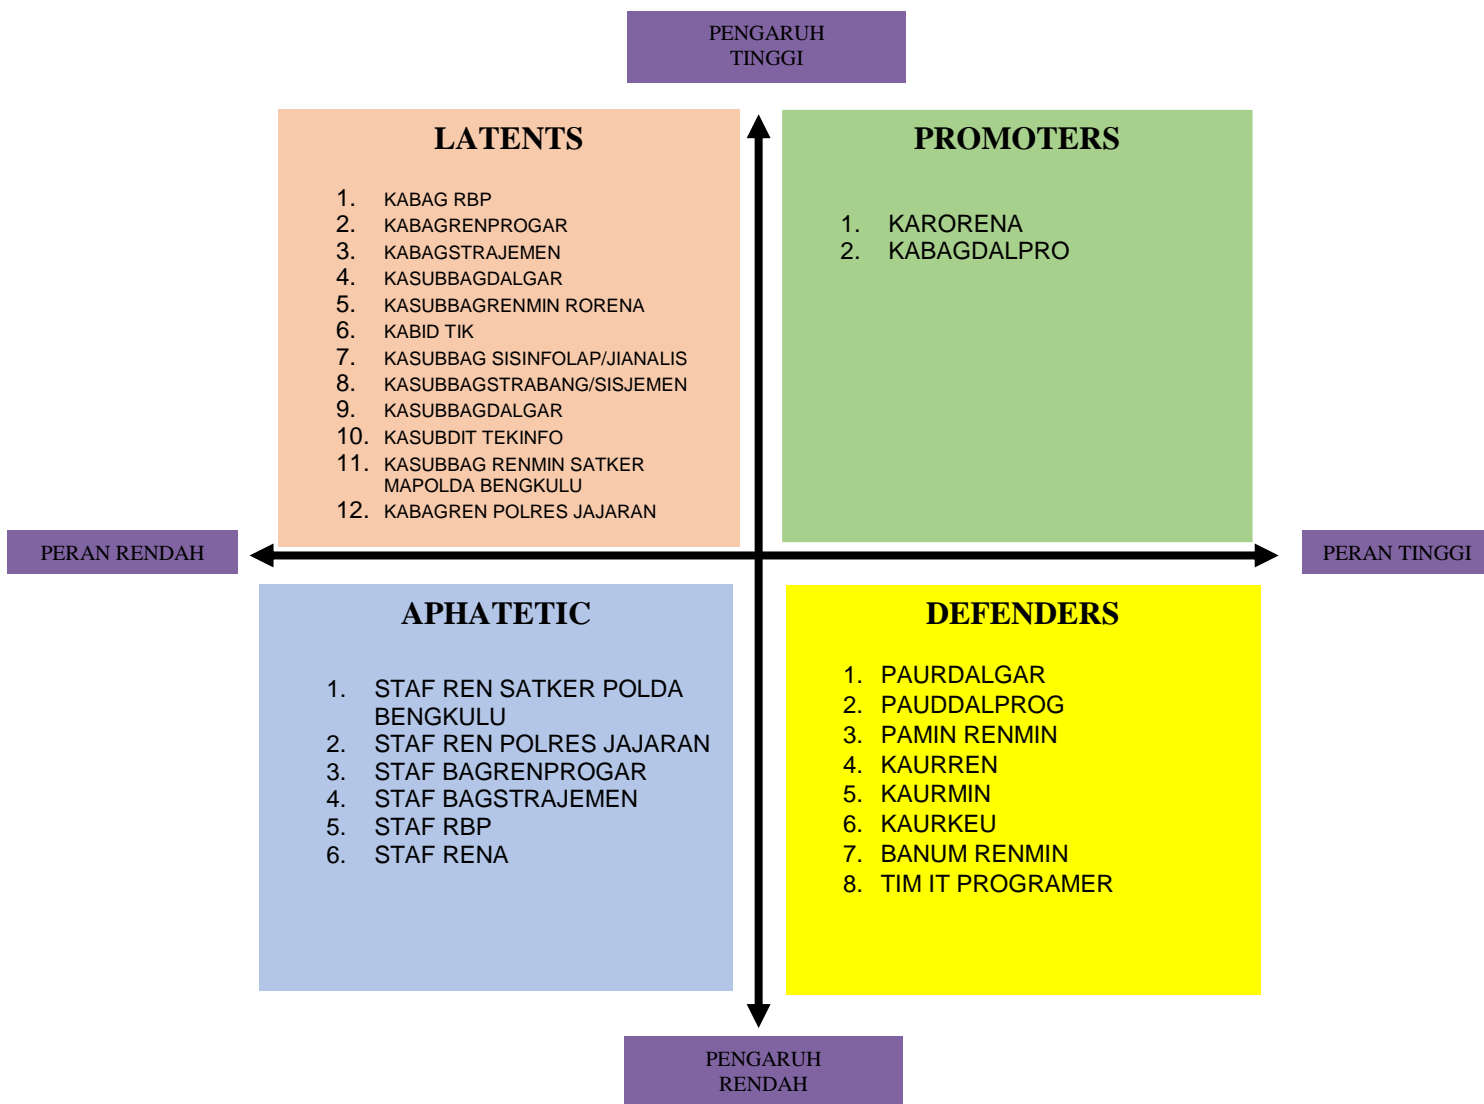 PENGARUH
TINGGI
LATENTS
1. KABAG RBP
2. KABAGRENPROGAR
3. KABAGSTRAJEMEN
4. KASUBBAGDALGAR
5. KASUBBAGRENMIN RORENA
6. KABID TIK
7. KASUBBAG SISINFOLAP/JIANALIS
8. KASUBBAGSTRABANG/SISJEMEN
9. KASUBBAGDALGAR
10. KASUBDIT TEKINFO
11. KASUBBAG RENMIN SATKER
MAPOLDA BENGKULU
12. KABAGREN POLRES JAJARAN
PROMOTERS
1. KARORENA
2. KABAGDALPRO
PERAN RENDAH
PERAN TINGGI
APHATETIC
1. STAF REN SATKER POLDA
BENGKULU
2. STAF REN POLRES JAJARAN
3. STAF BAGRENPROGAR
4. STAF BAGSTRAJEMEN
5. STAF RBP
6. STAF RENA
DEFENDERS
1. PAURDALGAR
2. PAUDDALPROG
3. PAMIN RENMIN
4. KAURREN
5. KAURMIN
6. KAURKEU
7. BANUM RENMIN
8. TIM IT PROGRAMER
PENGARUH
RENDAH